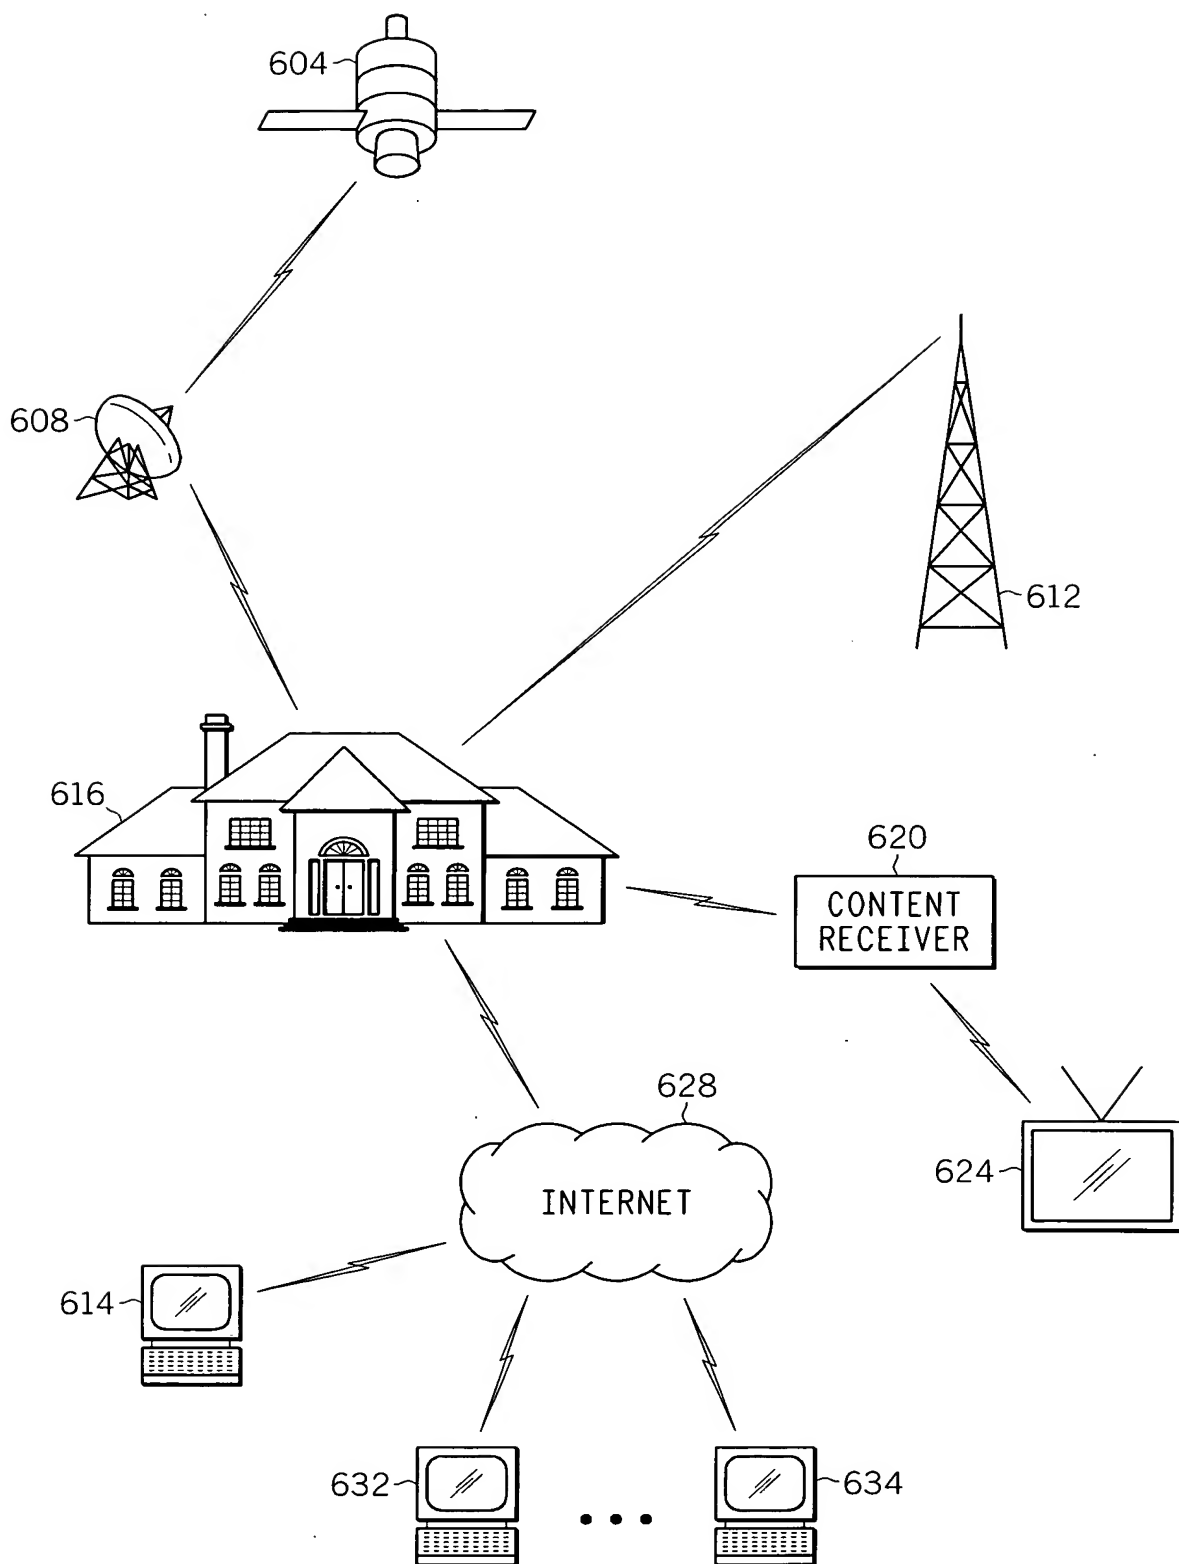 604
608
612
616
620
CONTENT
RECEIVER
628
624
INTERNET
614
632
• • •
634